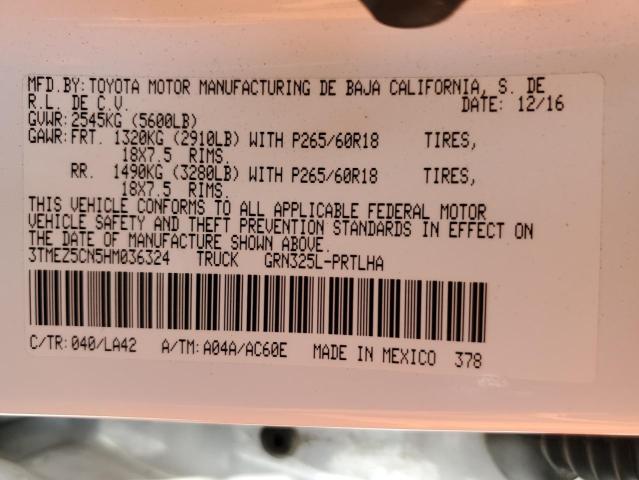 MFD.BY:TOYOTA MOTOR MANUFACTURING DE BAJA CALIFORNIA, S. DE
R.L. DE C.V. DATE: 12/16
GVWR:2545KG (5600LB)
GAWR:FRT. 1320KG (2910LB) WITH P265/60R18 TIRES,
18X7.5 RIMS.
RR. 1490KG (3280LB) WITH P265/60R18 TIRES,
18X7.5 RIMS.
THIS VEHICLE CONFORMS TO ALL APPLICABLE FEDERAL MOTOR
VEHICLE SAFETY AND THEFT PREVENTION STANDARDS IN EFFECT ON
THE DATE OF MANUFACTURE SHOWN ABOVE.
3TMEZ5CN5HM036324 TRUCK GRN325L-PRTLHA
C/TR:040/LA42 A/TM:A04A/AC60E MADE IN MEXICO 378